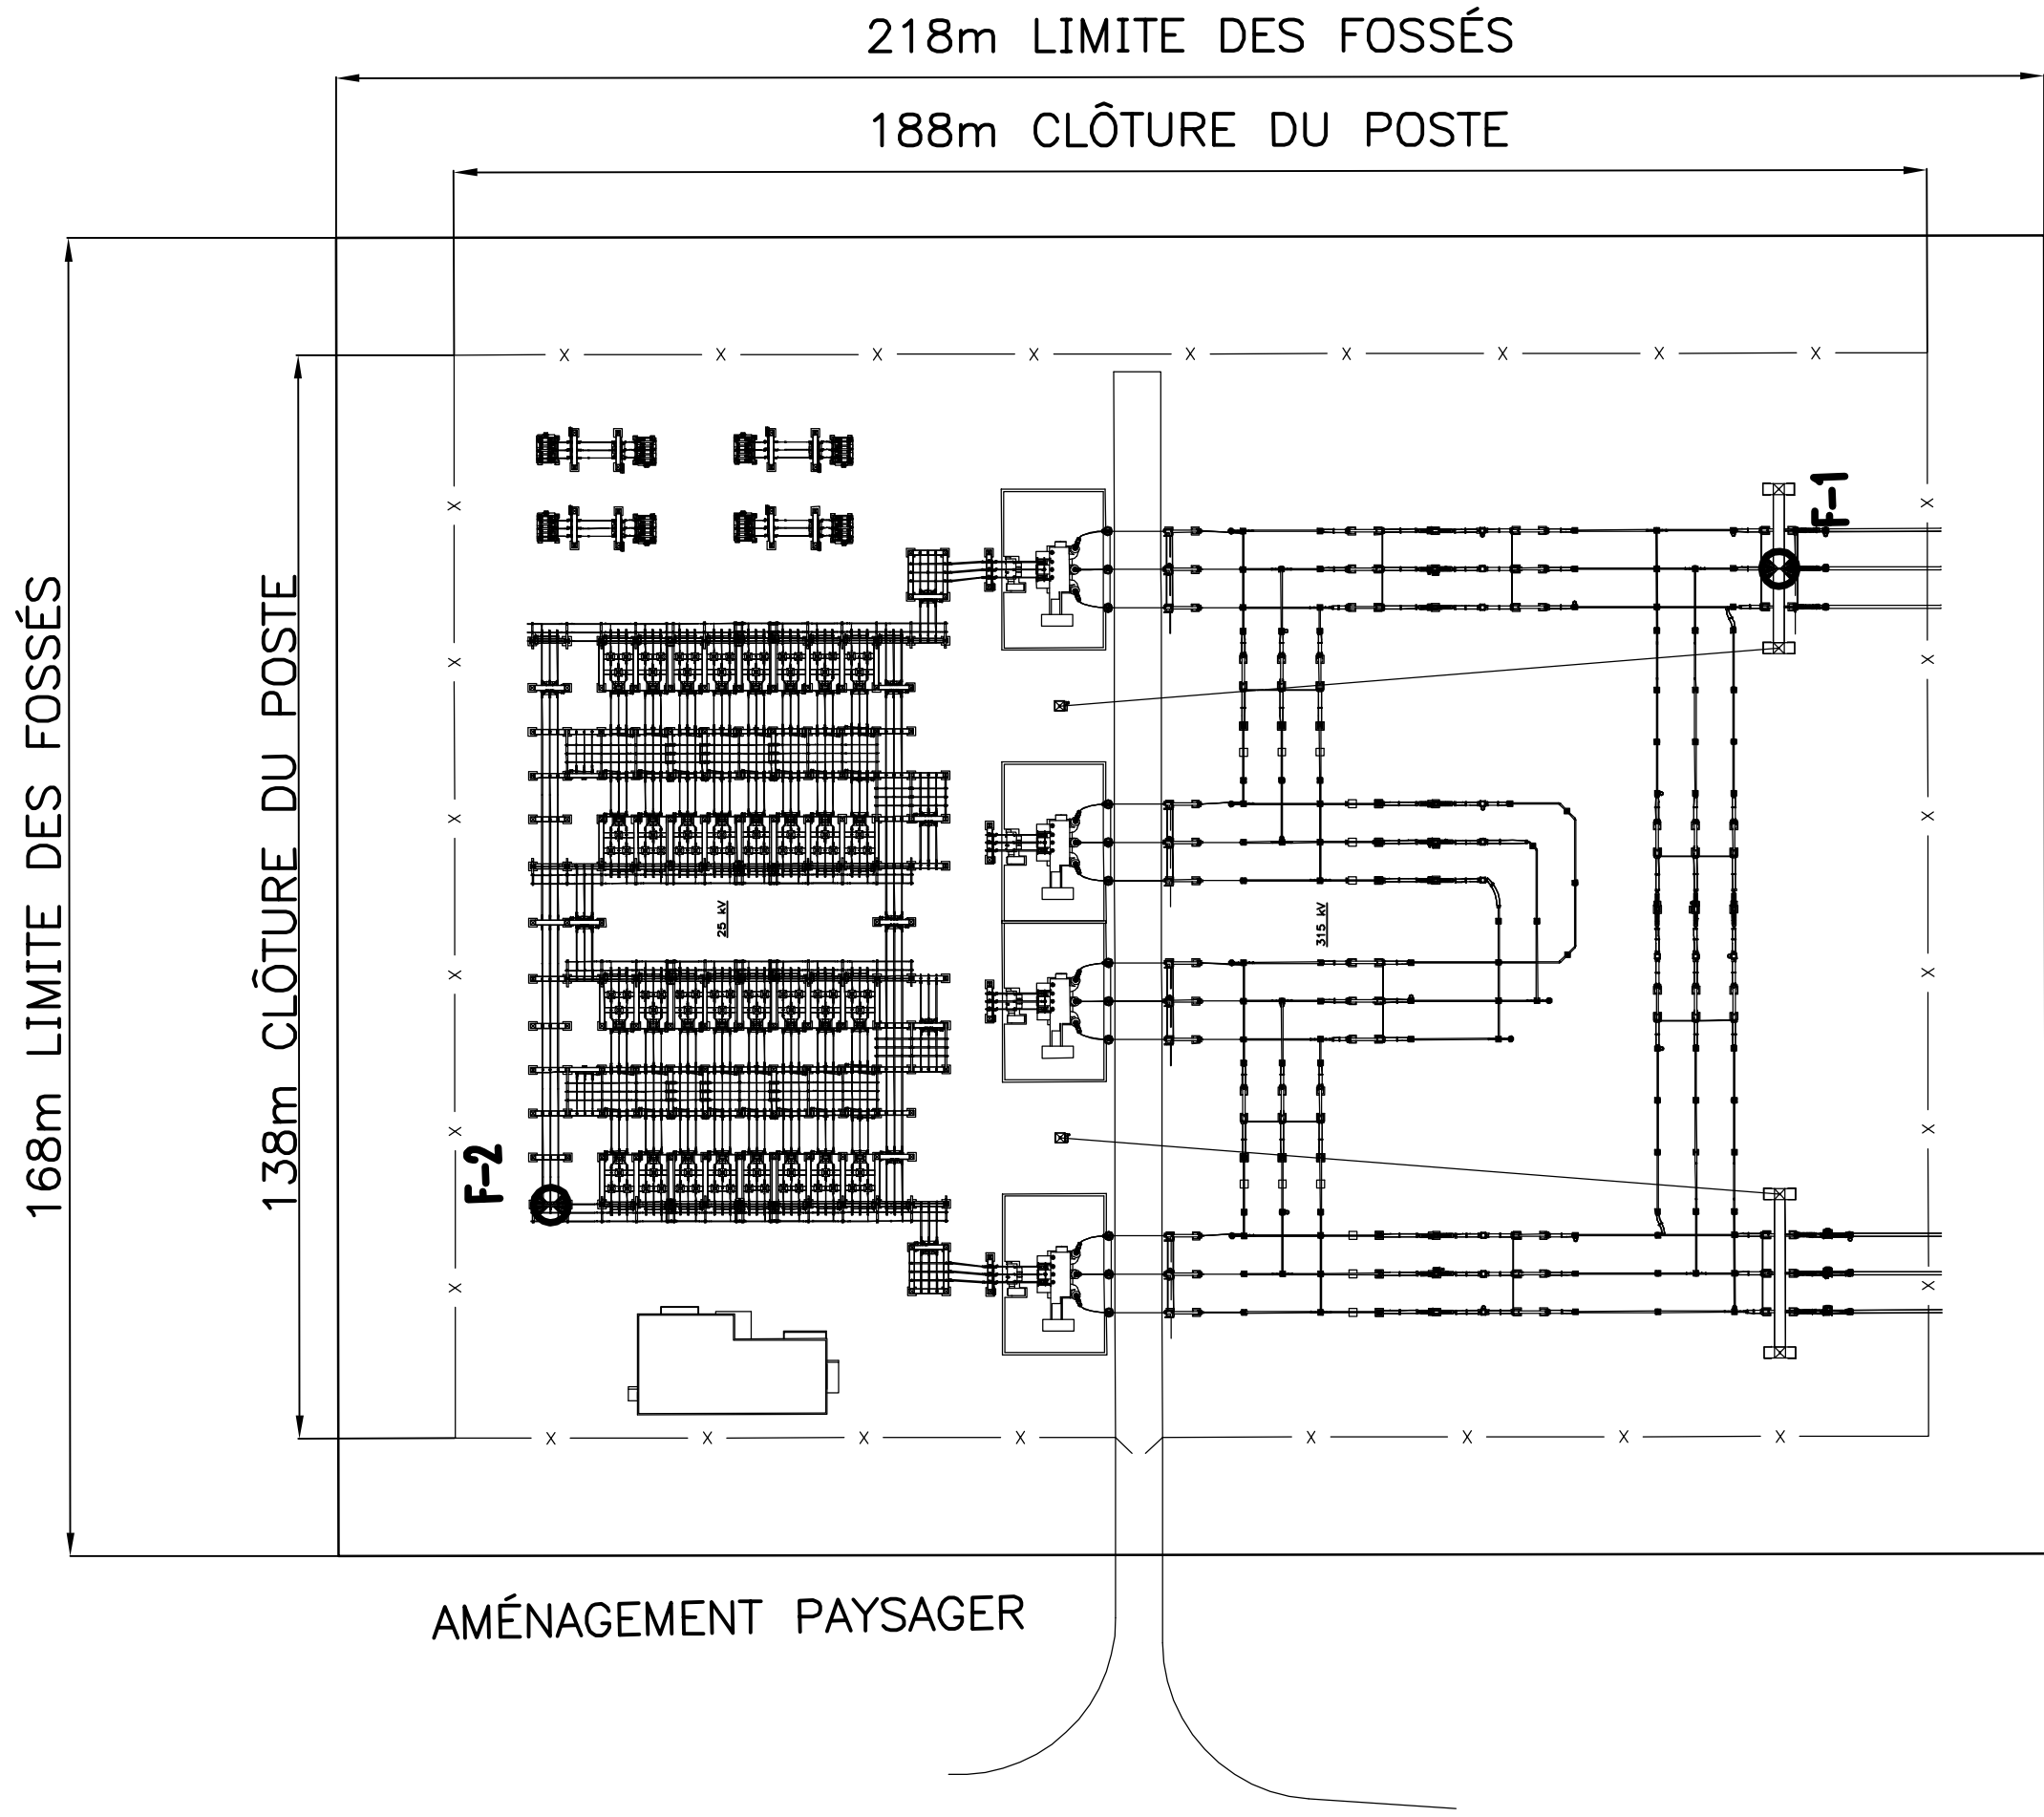 218m LIMITE DES FOSSÉS
188m CLÔTURE DU POSTE
168m LIMITE DES FOSSÉS
138m CLÔTURE DU POSTE
F-1
25 kV
315 kV
F-2
AMÉNAGEMENT PAYSAGER